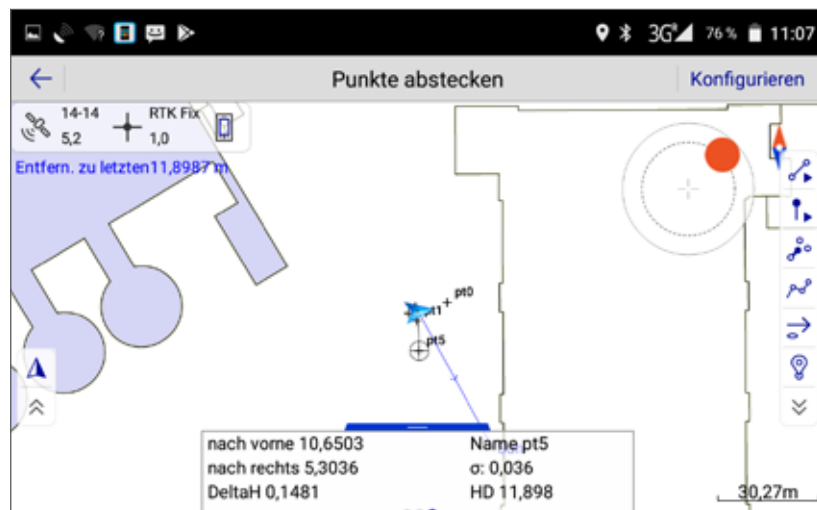 3G 76 % 11:07
Punkte abstecken Konfigurieren
14-14 RTK Fix
5,2 1,0
Entfern. zu letzten11,8987 m
pt0
pt1
pt5
nach vorne 10,6503 Name pt5
nach rechts 5,3036 σ: 0,036
DeltaH 0,1481 HD 11,898
30,27m